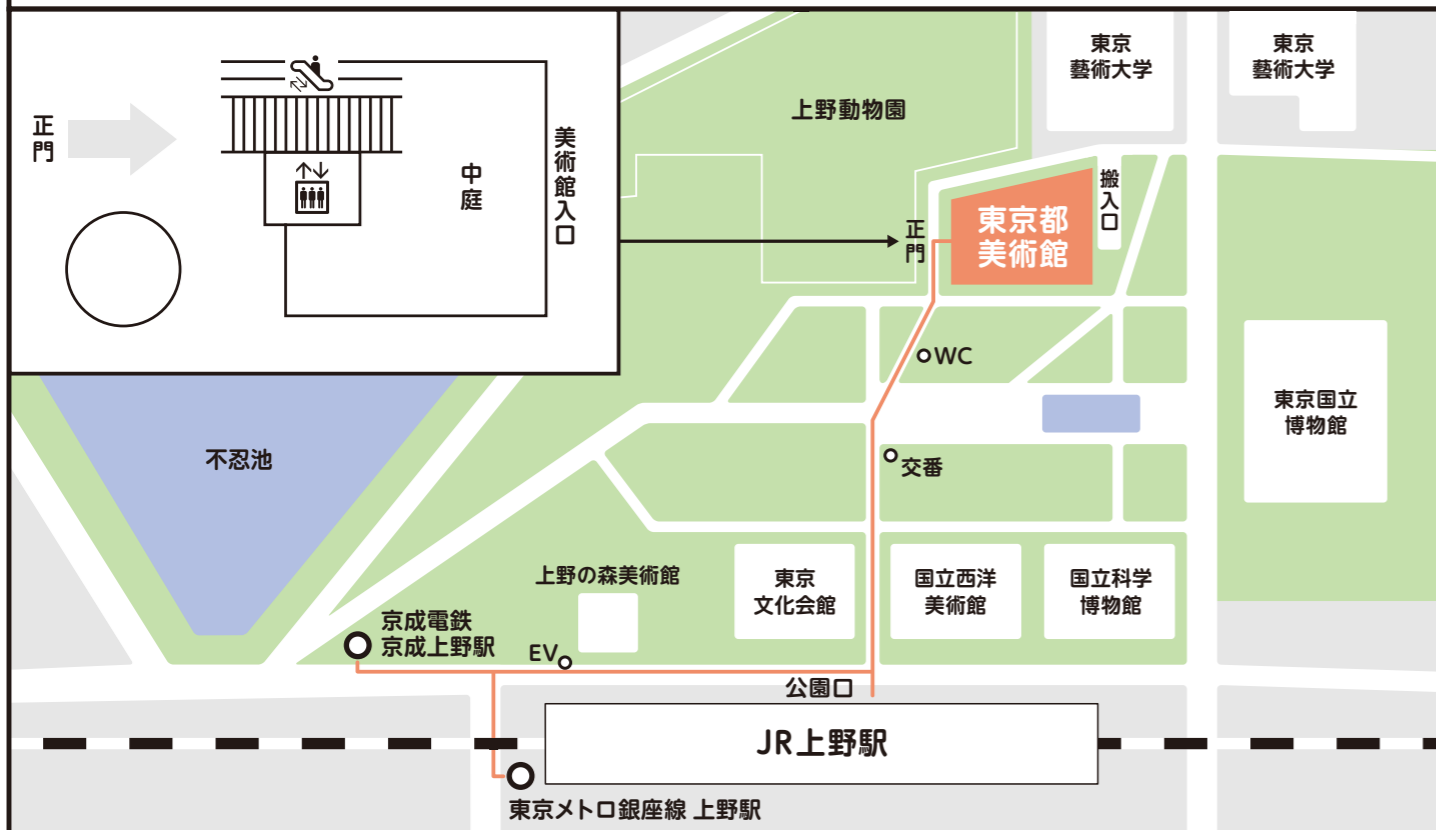 正門
中庭
美術館入口
上野動物園
東京
藝術大学
東京
藝術大学
搬入口
東京都
美術館
正門
WC
東京国立
博物館
不忍池
交番
上野の森美術館
東京
文化会館
国立西洋
美術館
国立科学
博物館
京成電鉄
京成上野駅
EV
公園口
JR上野駅
東京メトロ銀座線 上野駅